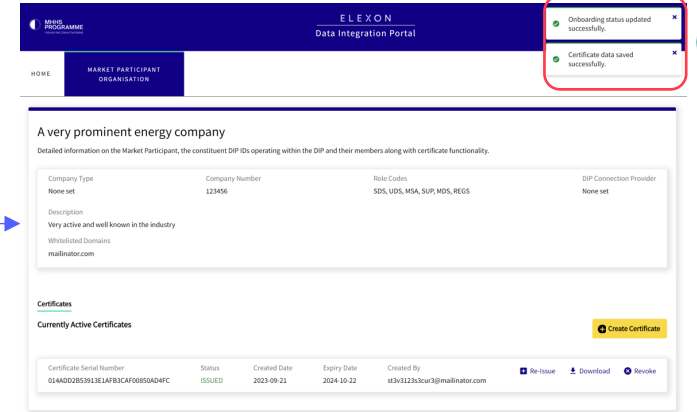 MHHS
PROGRAMME
ELEXON
Data Integration Portal
Onboarding status updated
successfully.
Certificate data saved
successfully.
HOME
MARKET PARTICIPANT
ORGANISATION
A very prominent energy company
Detailed information on the Market Participant, the constituent DIP IDs operating within the DIP and their members along with certificate functionality.
Company Type Company Number Role Codes DIP Connection Provider
None set 123456 SDS, UDS, MSA, SUP, MDS, REGS None set
Description
Very active and well known in the industry
Whitelisted Domains
mailinator.com
Certificates
Currently Active Certificates
Create Certificate
Certificate Serial Number Status Created Date Expiry Date Created By
014ADD2B53913E1AFB3CAF00850AD4FC ISSUED 2023-09-21 2024-10-22 st3v3123s3cur3@mailinator.com
Re-Issue Download Revoke